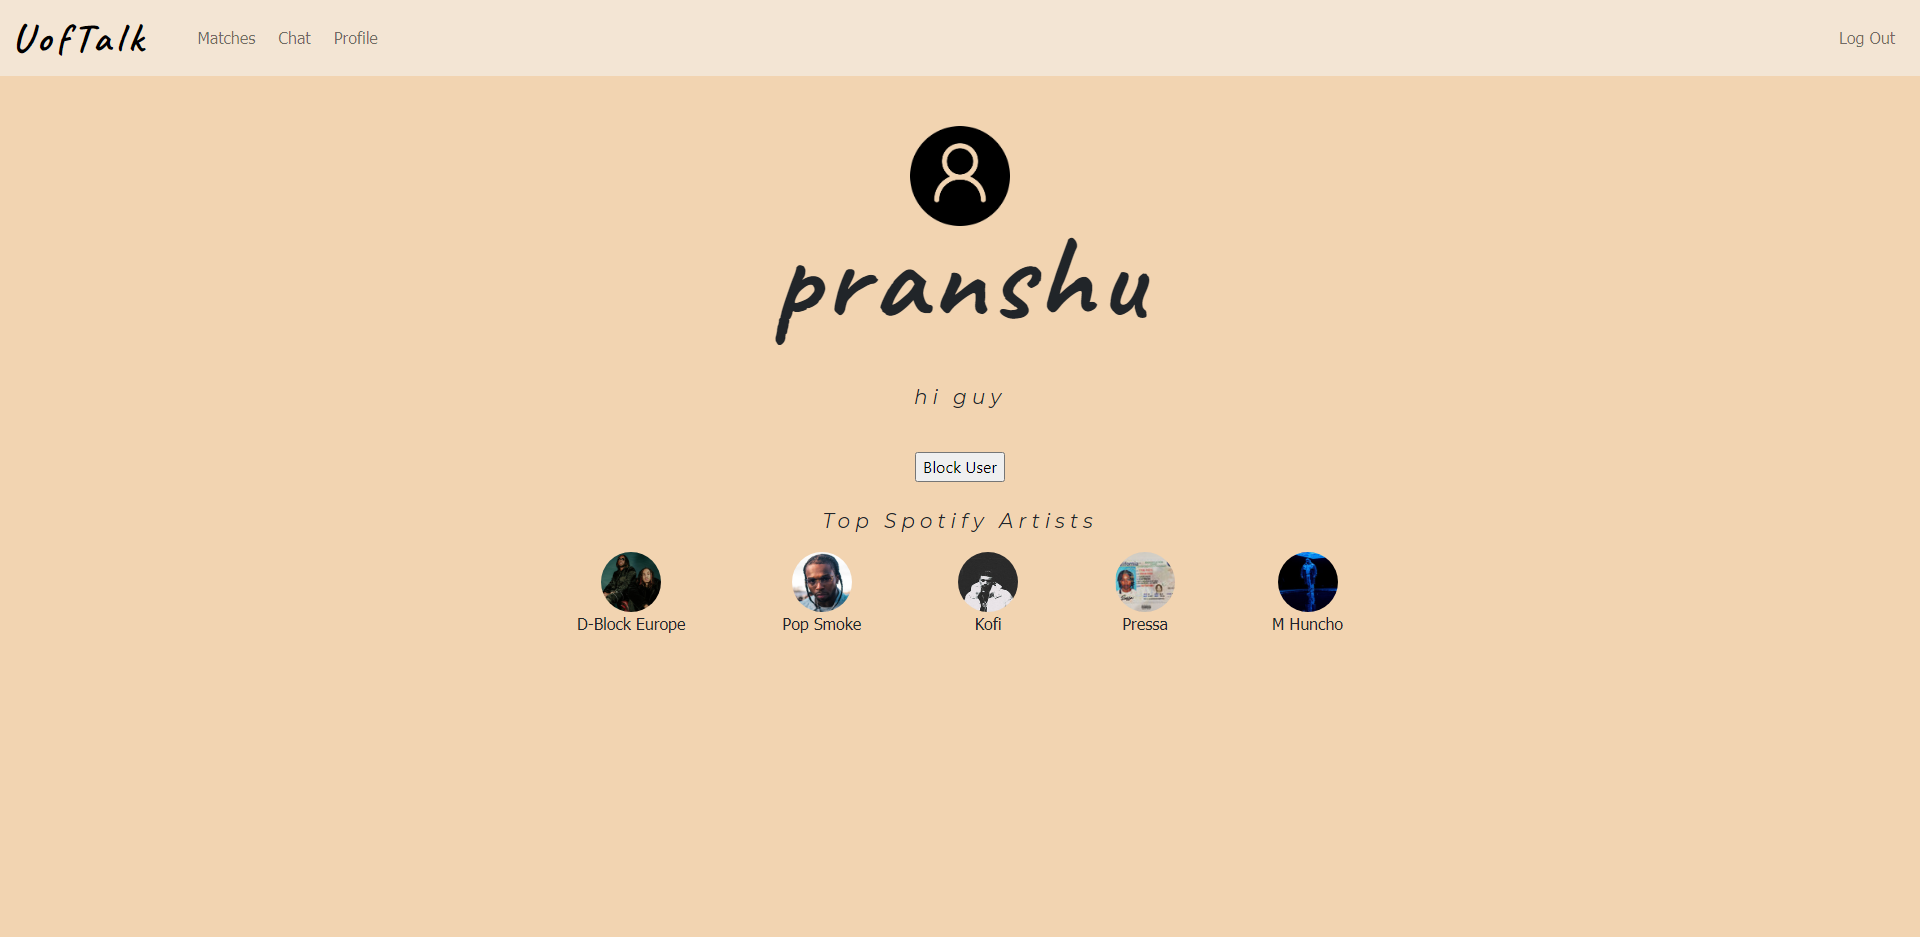 UofTalk Matches Chat Profile Log Out
pranshu
hi guy
Block User
Top Spotify Artists
D-Block Europe Pop Smoke Kofi Pressa M Huncho